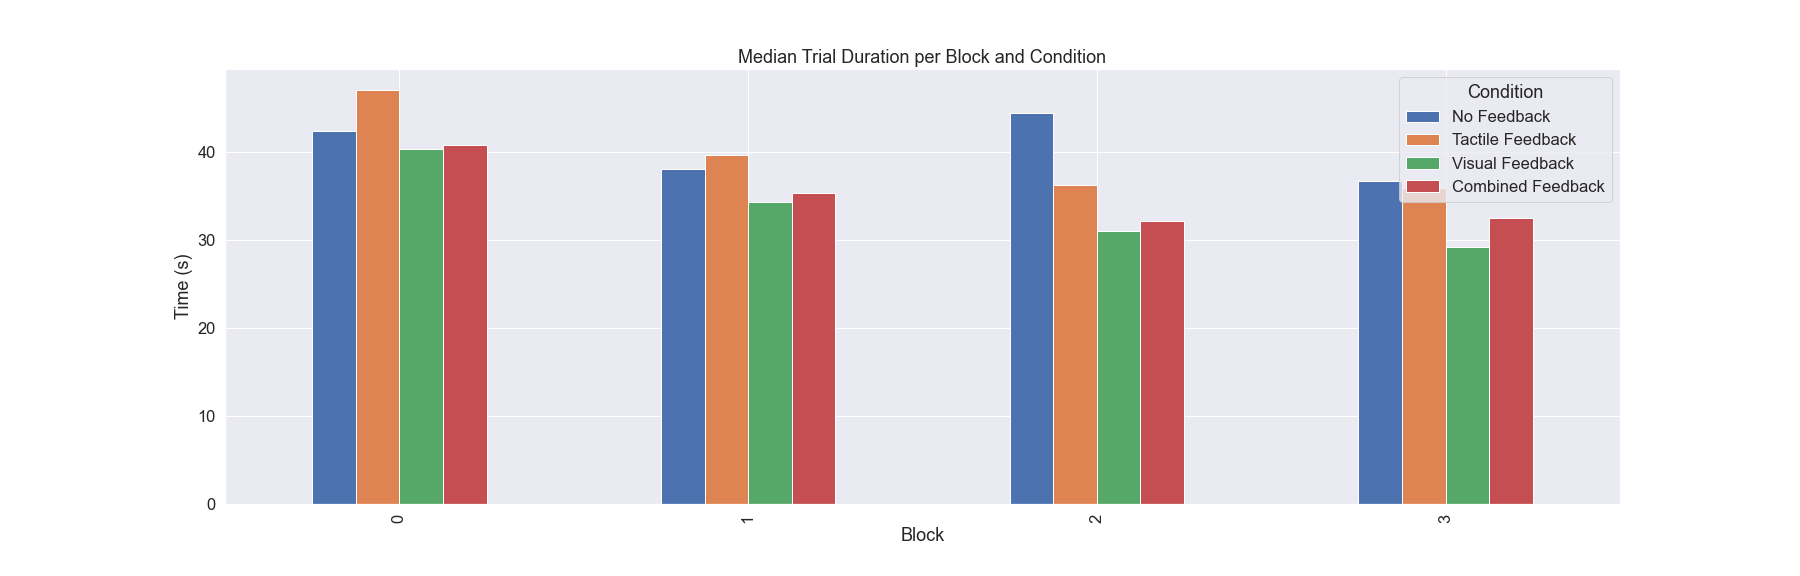 Median Trial Duration per Block and Condition
Condition
No Feedback
Tactile Feedback
Visual Feedback
Combined Feedback
Time (s)
40
30
20
10
0
0 1 2 3
Block